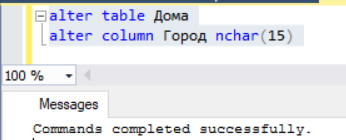 alter table Дома
alter column Город nchar(15)
100 %
Messages
Commands completed successfully.